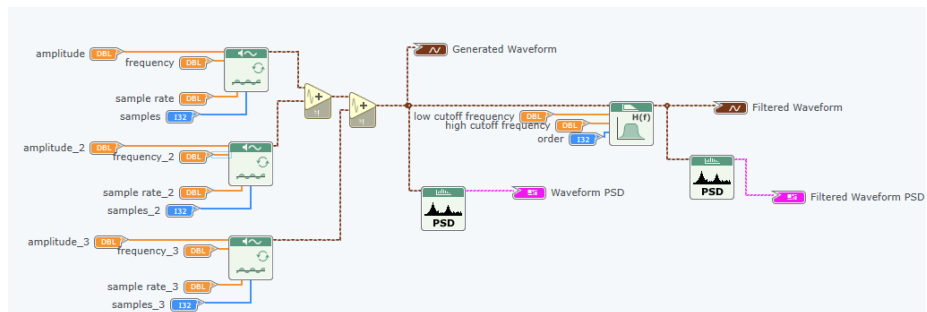 amplitude DBL
frequency DBL
sample rate DBL
samples I32
amplitude_2 DBL
frequency_2 DBL
sample rate_2 DBL
samples_2 I32
amplitude_3 DBL
frequency_3 DBL
sample rate_3 DBL
samples_3 I32
Generated Waveform
low cutoff frequency DBL
high cutoff frequency DBL
order I32
H(f)
Filtered Waveform
PSD
Waveform PSD
PSD
Filtered Waveform PSD